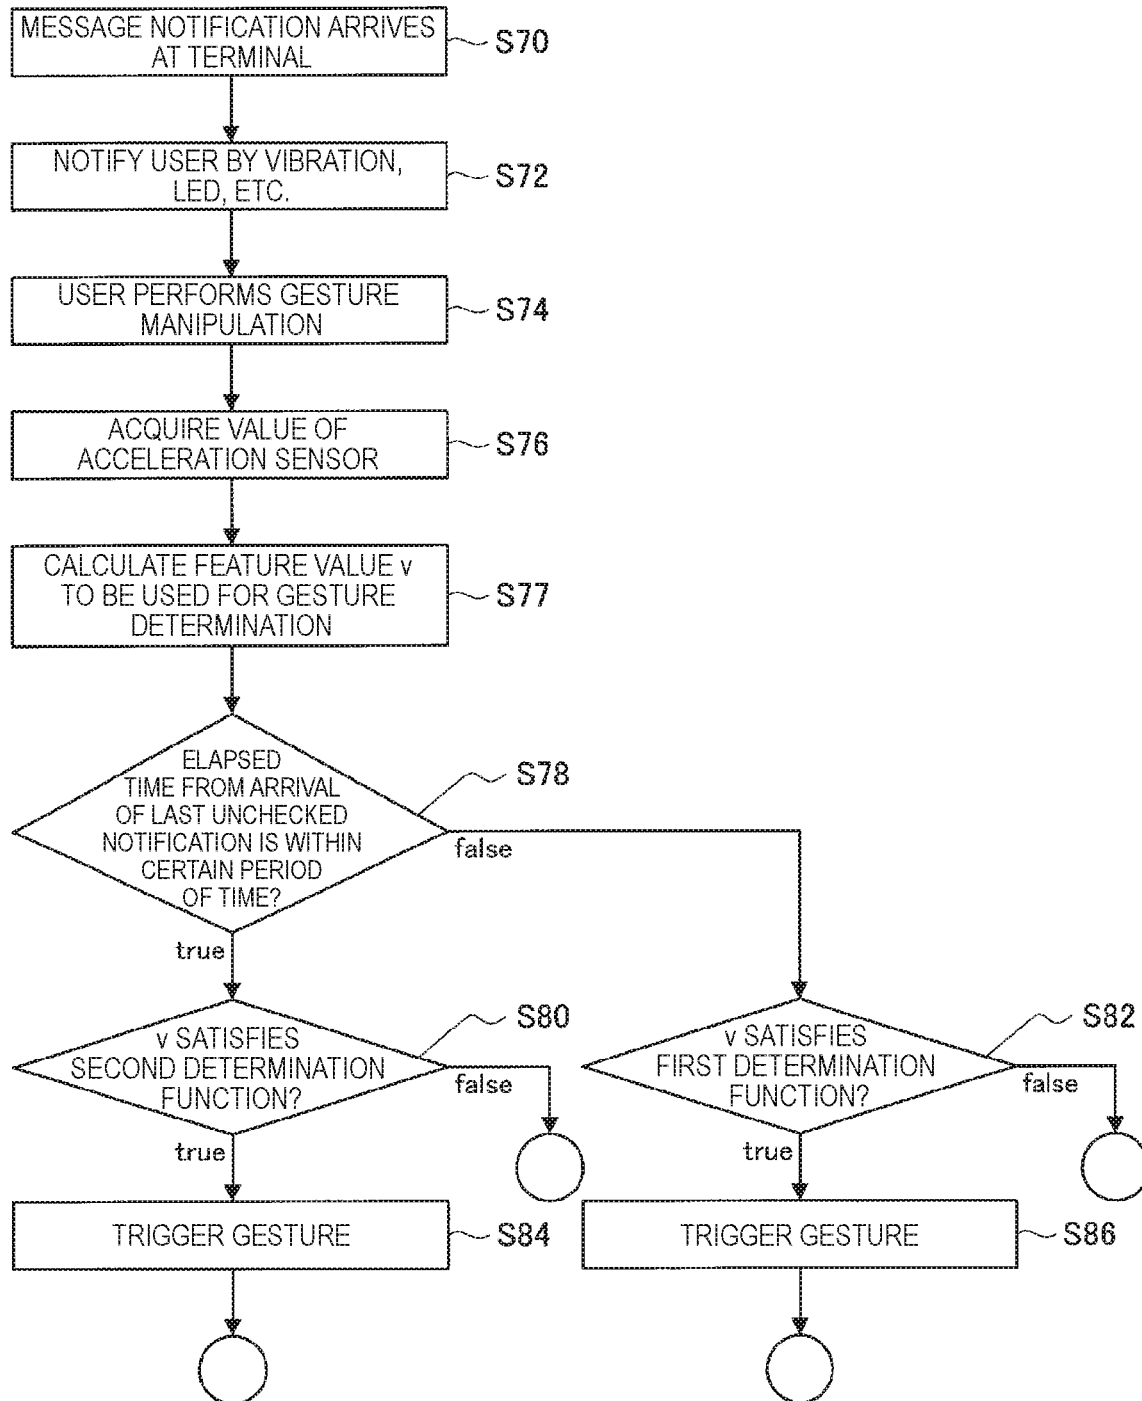 MESSAGE NOTIFICATION ARRIVES
AT TERMINAL
S70
NOTIFY USER BY VIBRATION,
LED, ETC.
S72
USER PERFORMS GESTURE
MANIPULATION
S74
ACQUIRE VALUE OF
ACCELERATION SENSOR
S76
CALCULATE FEATURE VALUE v
TO BE USED FOR GESTURE
DETERMINATION
S77
ELAPSED
TIME FROM ARRIVAL
OF LAST UNCHECKED
NOTIFICATION IS WITHIN
CERTAIN PERIOD
OF TIME?
S78
false
true
v SATISFIES
SECOND DETERMINATION
FUNCTION?
S80
false
true
v SATISFIES
FIRST DETERMINATION
FUNCTION?
S82
false
true
TRIGGER GESTURE
S84
TRIGGER GESTURE
S86